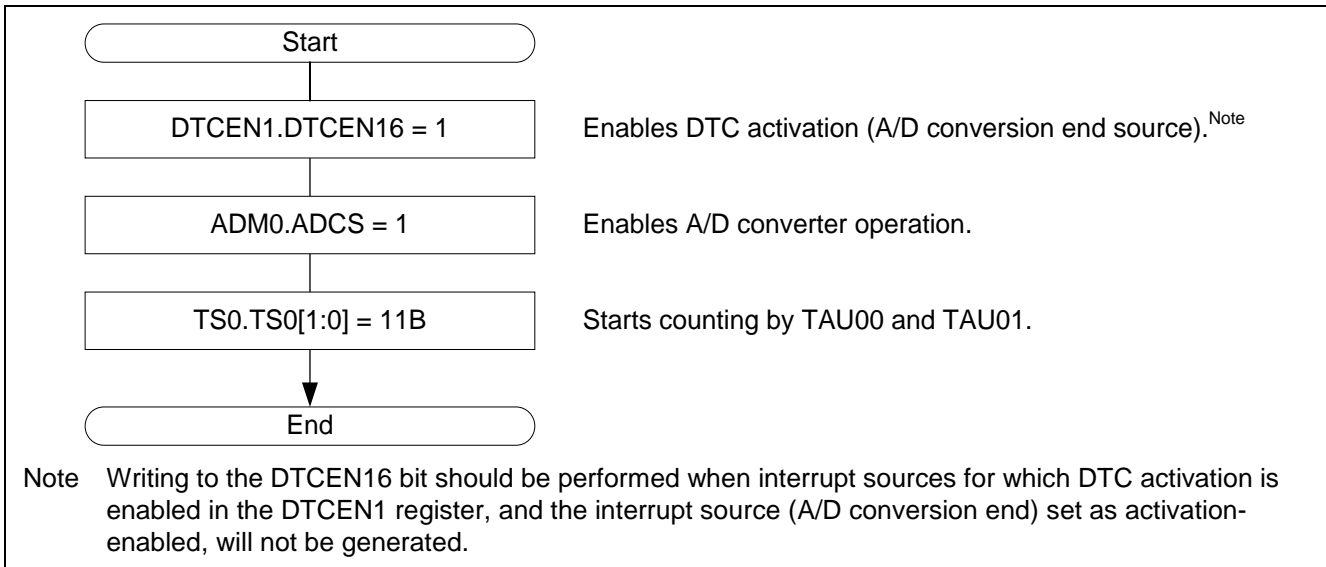 Start
DTCEN1.DTCEN16 = 1
Enables DTC activation (A/D conversion end source).Note
ADM0.ADCS = 1
Enables A/D converter operation.
TS0.TS0[1:0] = 11B
Starts counting by TAU00 and TAU01.
End
Note Writing to the DTCEN16 bit should be performed when interrupt sources for which DTC activation is
enabled in the DTCEN1 register, and the interrupt source (A/D conversion end) set as activation-
enabled, will not be generated.